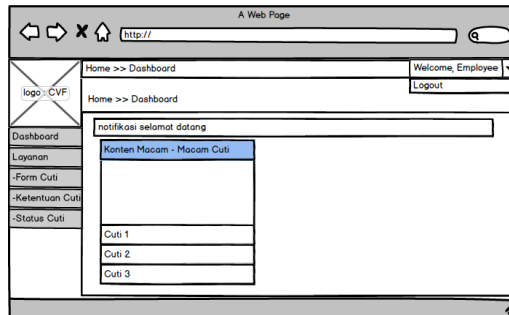 A Web Page
http://
Home >> Dashboard
Welcome, Employee
Logout
logo CVF
Home >> Dashboard
notifikasi selamat datang
Dashboard
Layanan
-Form Cuti
-Ketentuan Cuti
-Status Cuti
Konten Macam - Macam Cuti
Cuti 1
Cuti 2
Cuti 3